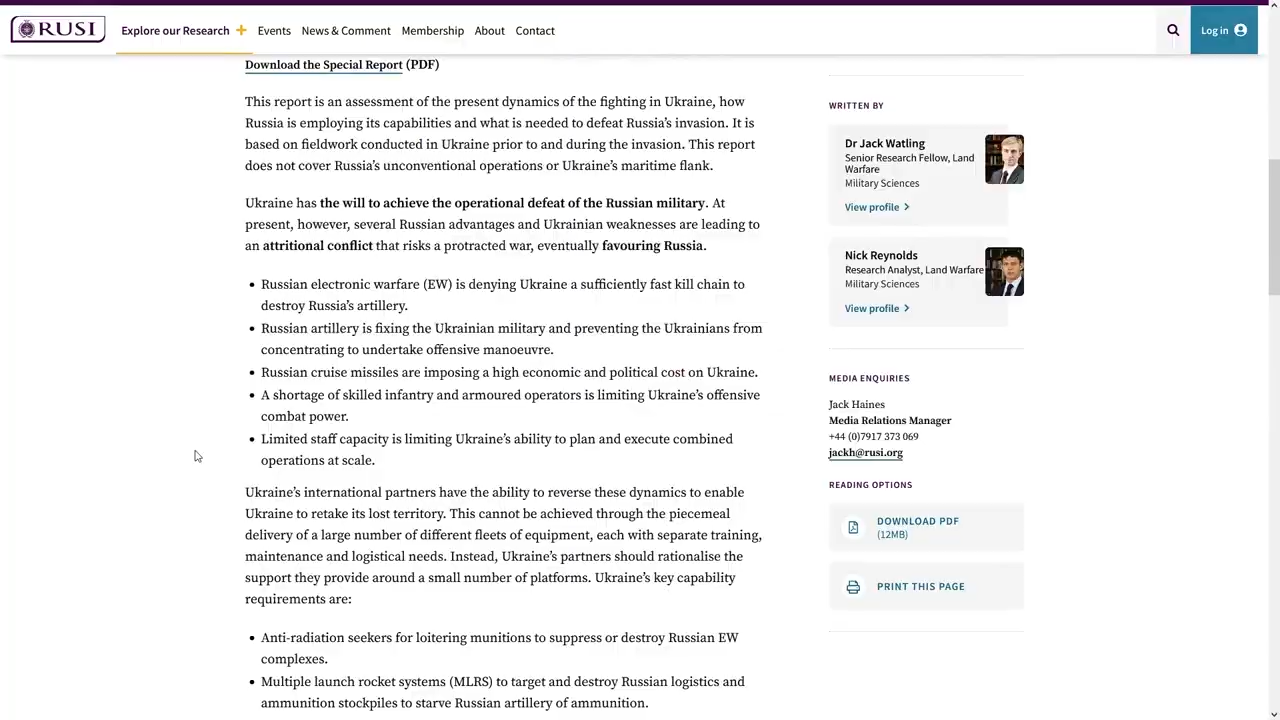 RUSI
Explore our Research +
Events
News & Comment
Membership
About
Contact
Log in
Download the Special Report (PDF)
This report is an assessment of the present dynamics of the fighting in Ukraine, how
Russia is employing its capabilities and what is needed to defeat Russia’s invasion. It is
based on fieldwork conducted in Ukraine prior to and during the invasion. This report
does not cover Russia’s unconventional operations or Ukraine’s maritime flank.
Ukraine has the will to achieve the operational defeat of the Russian military. At
present, however, several Russian advantages and Ukrainian weaknesses are leading to
an attritional conflict that risks a protracted war, eventually favouring Russia.
• Russian electronic warfare (EW) is denying Ukraine a sufficiently fast kill chain to
destroy Russia’s artillery.
• Russian artillery is fixing the Ukrainian military and preventing the Ukrainians from
concentrating to undertake offensive manoeuvre.
• Russian cruise missiles are imposing a high economic and political cost on Ukraine.
• A shortage of skilled infantry and armoured operators is limiting Ukraine’s offensive
combat power.
• Limited staff capacity is limiting Ukraine’s ability to plan and execute combined
operations at scale.
Ukraine’s international partners have the ability to reverse these dynamics to enable
Ukraine to retake its lost territory. This cannot be achieved through the piecemeal
delivery of a large number of different fleets of equipment, each with separate training,
maintenance and logistical needs. Instead, Ukraine’s partners should rationalise the
support they provide around a small number of platforms. Ukraine’s key capability
requirements are:
• Anti-radiation seekers for loitering munitions to suppress or destroy Russian EW
complexes.
• Multiple launch rocket systems (MLRS) to target and destroy Russian logistics and
ammunition stockpiles to starve Russian artillery of ammunition.
WRITTEN BY
Dr Jack Watling
Senior Research Fellow, Land
Warfare
Military Sciences
View profile >
Nick Reynolds
Research Analyst, Land Warfare
Military Sciences
View profile >
MEDIA ENQUIRIES
Jack Haines
Media Relations Manager
+44 (0)7917 373 069
jackh@rusi.org
READING OPTIONS
DOWNLOAD PDF
(12MB)
PRINT THIS PAGE